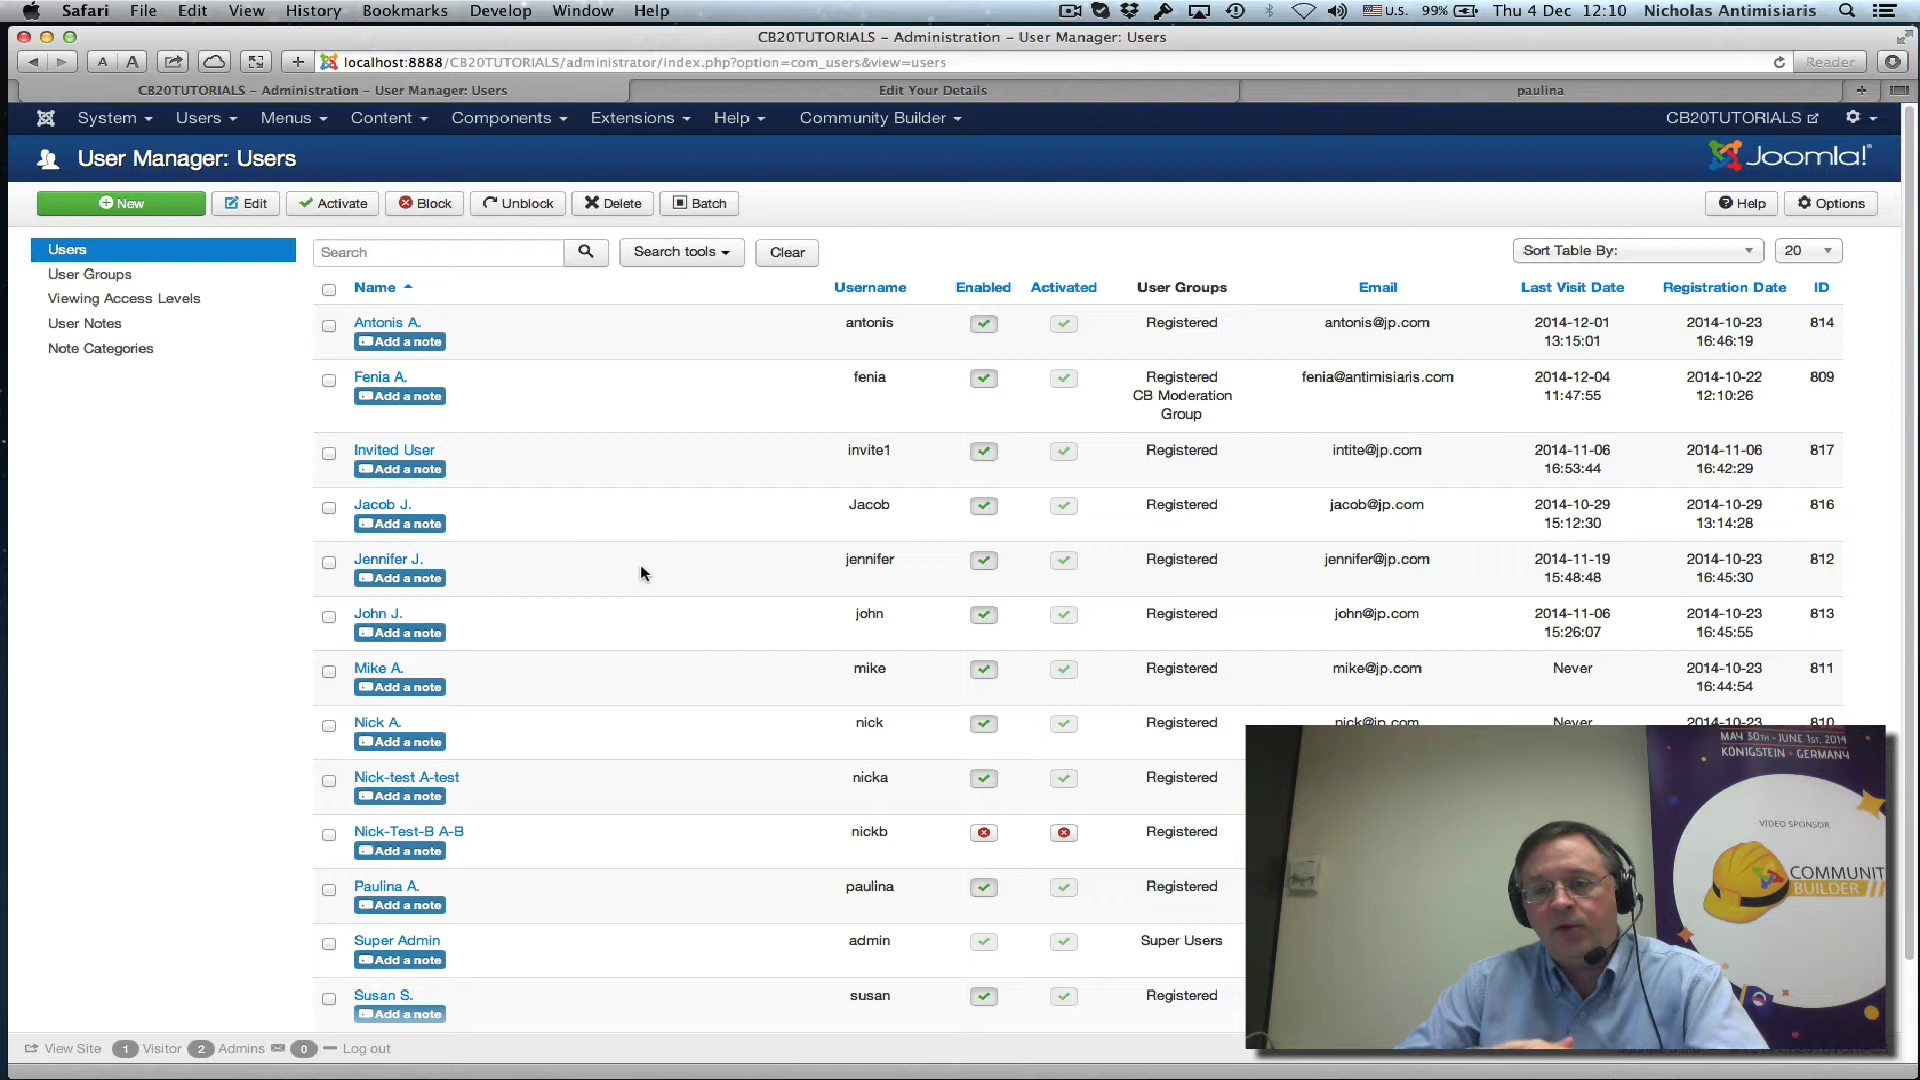 Safari File Edit View History Bookmarks Develop Window Help U.S. 99% Thu 4 Dec 12:10 Nicholas Antimisiaris
CB20TUTORIALS – Administration – User Manager: Users
A A + localhost:8888/CB20TUTORIALS/administrator/index.php?option=com_users&view=users Reader
CB20TUTORIALS – Administration – User Manager: Users Edit Your Details paulina +
System Users Menus Content Components Extensions Help Community Builder CB20TUTORIALS
User Manager: Users Joomla!®
New Edit Activate Block Unblock Delete Batch Help Options
Users
User Groups
Viewing Access Levels
User Notes
Note Categories
Search Search tools Clear Sort Table By: 20
Name Username Enabled Activated User Groups Email Last Visit Date Registration Date ID
Antonis A. antonis Registered antonis@jp.com 2014-12-01 2014-10-23 814
Add a note 13:15:01 16:46:19
Fenia A. fenia Registered fenia@antimisiaris.com 2014-12-04 2014-10-22 809
Add a note CB Moderation 11:47:55 12:10:26
Group
Invited User invite1 Registered intite@jp.com 2014-11-06 2014-11-06 817
Add a note 16:53:44 16:42:29
Jacob J. Jacob Registered jacob@jp.com 2014-10-29 2014-10-29 816
Add a note 15:12:30 13:14:28
Jennifer J. jennifer Registered jennifer@jp.com 2014-11-19 2014-10-23 812
Add a note 15:48:48 16:45:30
John J. john Registered john@jp.com 2014-11-06 2014-10-23 813
Add a note 15:26:07 16:45:55
Mike A. mike Registered mike@jp.com Never 2014-10-23 811
Add a note 16:44:54
Nick A. nick Registered nick@jp.com Never 2014-10-23 810
Add a note
Nick-test A-test nicka Registered
Add a note
Nick-Test-B A-B nickb Registered
Add a note
Paulina A. paulina Registered
Add a note
Super Admin admin Super Users
Add a note
Susan S. susan Registered
Add a note
View Site 1 Visitor 2 Admins 0 Log out
MAY 30TH - JUNE 1ST, 2014
KÖNIGSTEIN - GERMANY
VIDEO SPONSOR
COMMUNIT
BUILDER